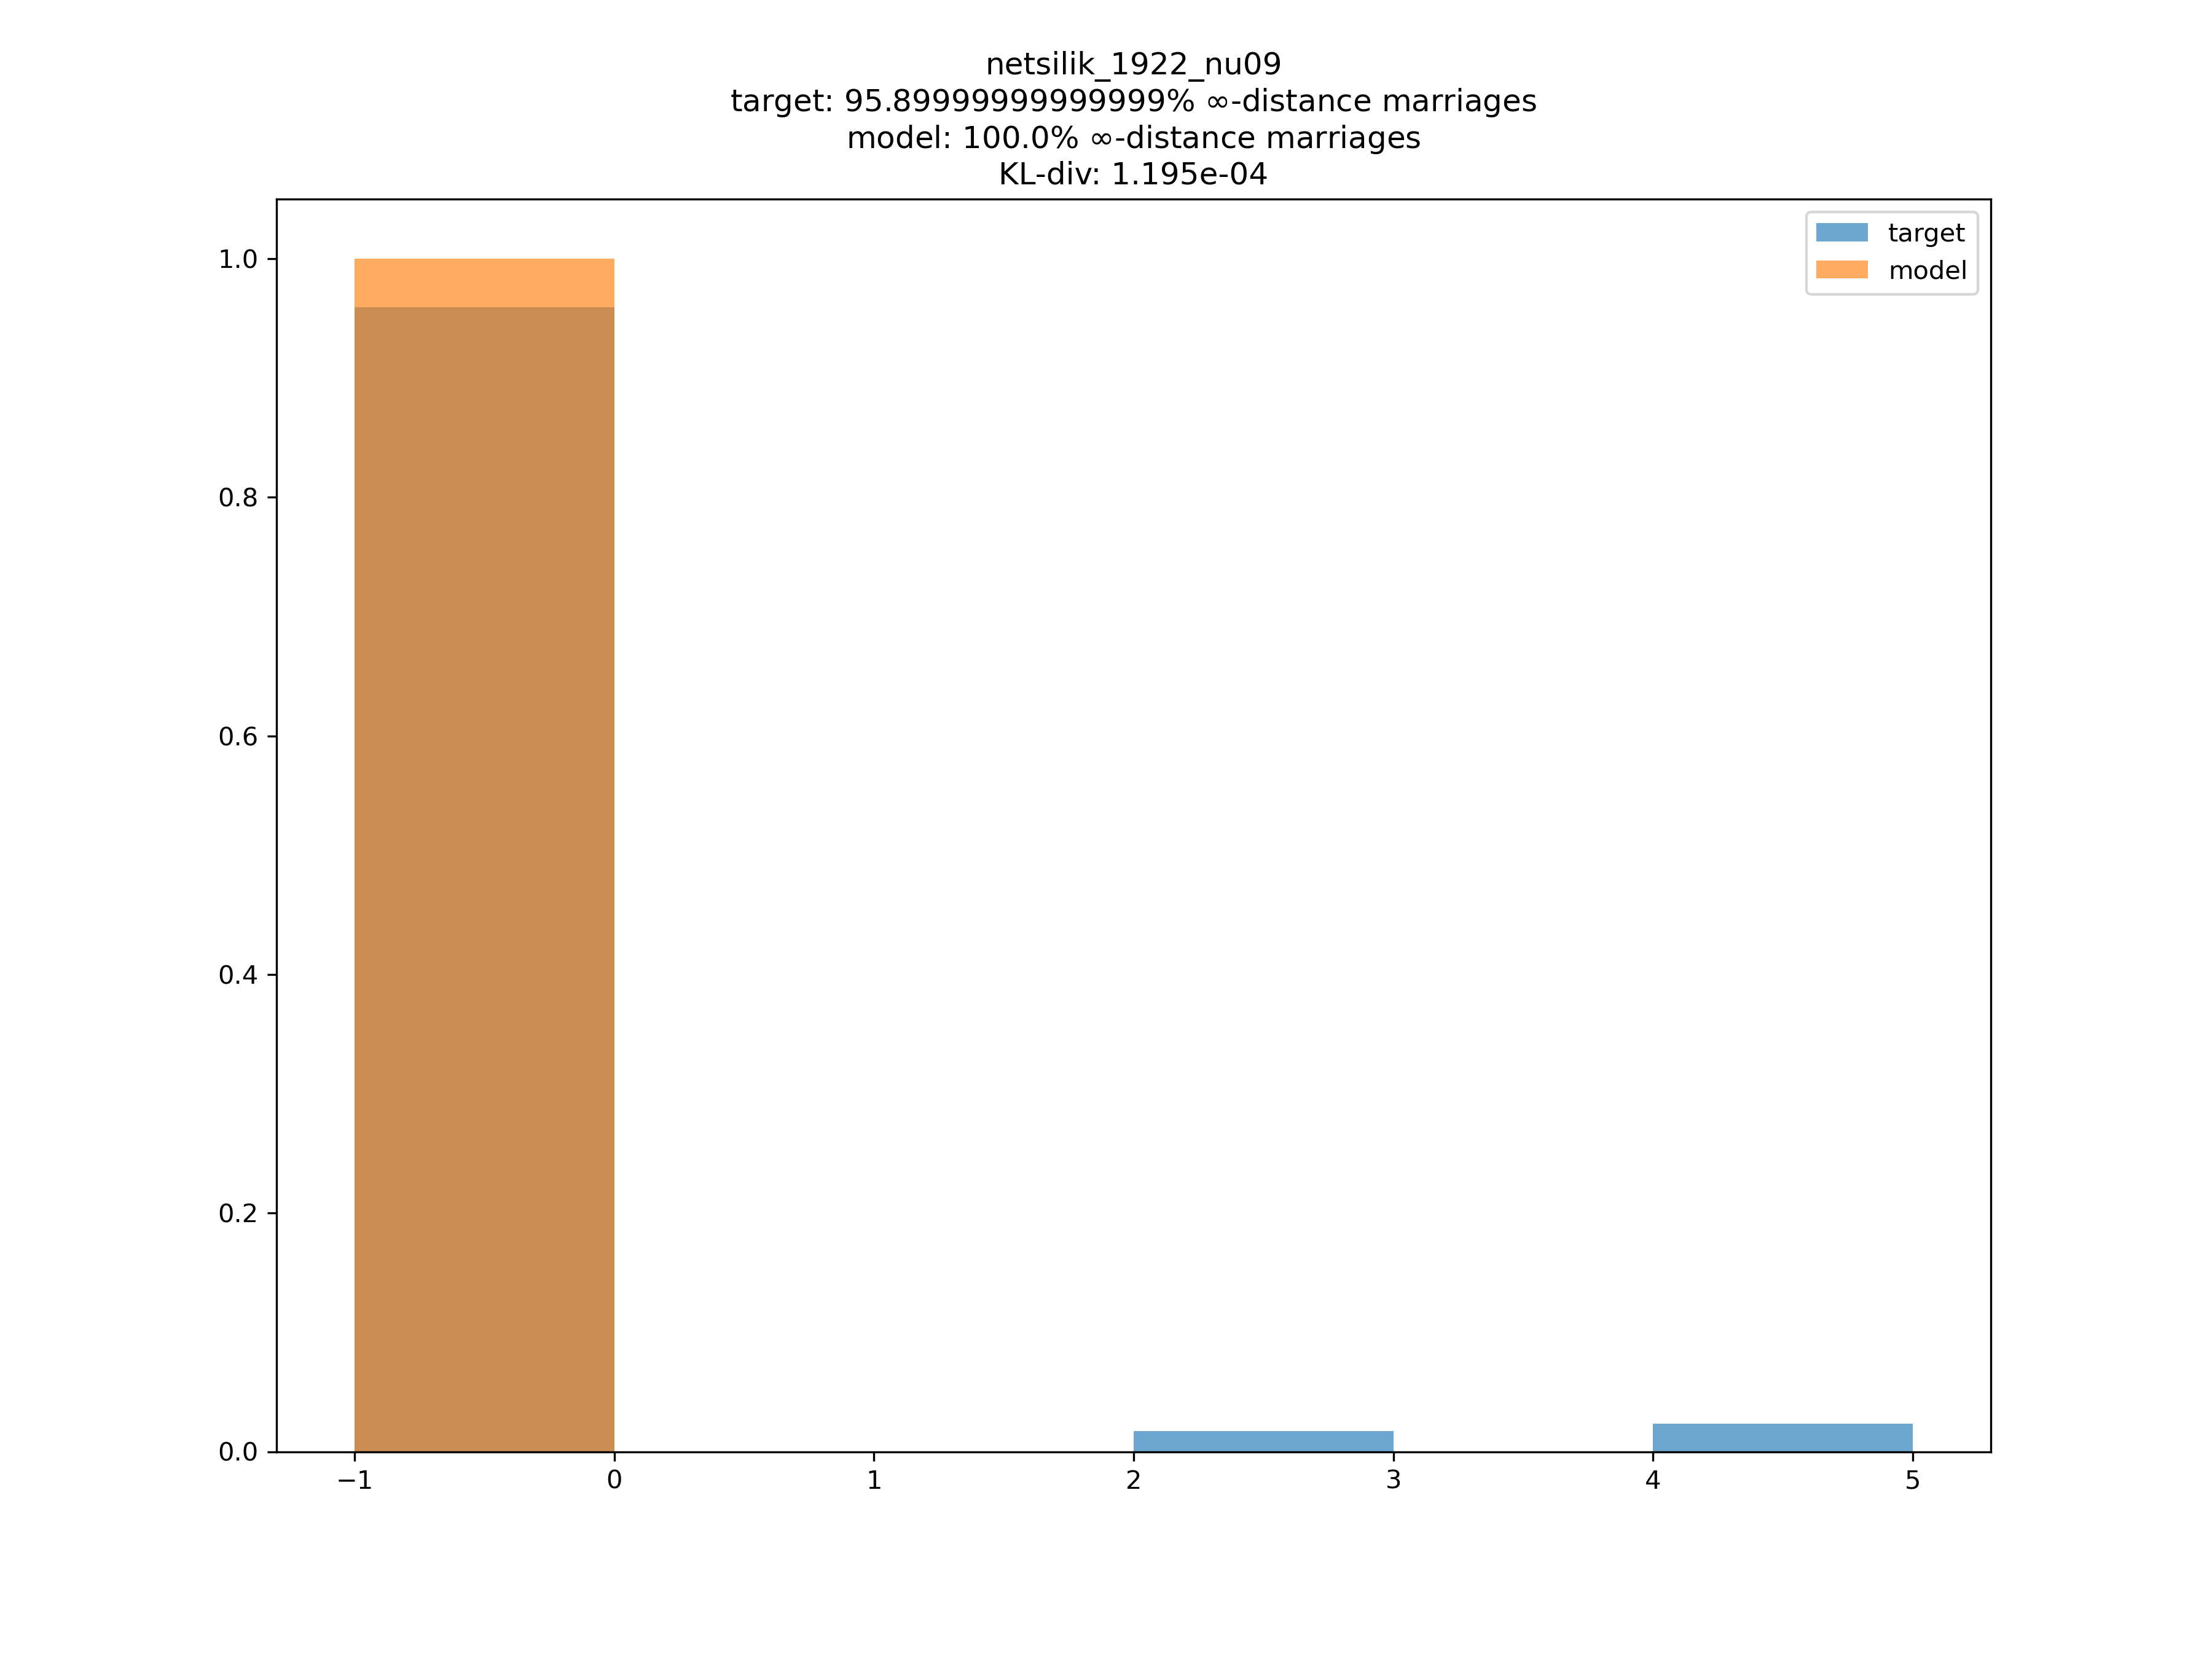 netsilik_1922_nu09
target: 95.89999999999999% ∞-distance marriages
model: 100.0% ∞-distance marriages
KL-div: 1.195e-04
target
model
1.0
0.8
0.6
0.4
0.2
0.0
−1 0 1 2 3 4 5